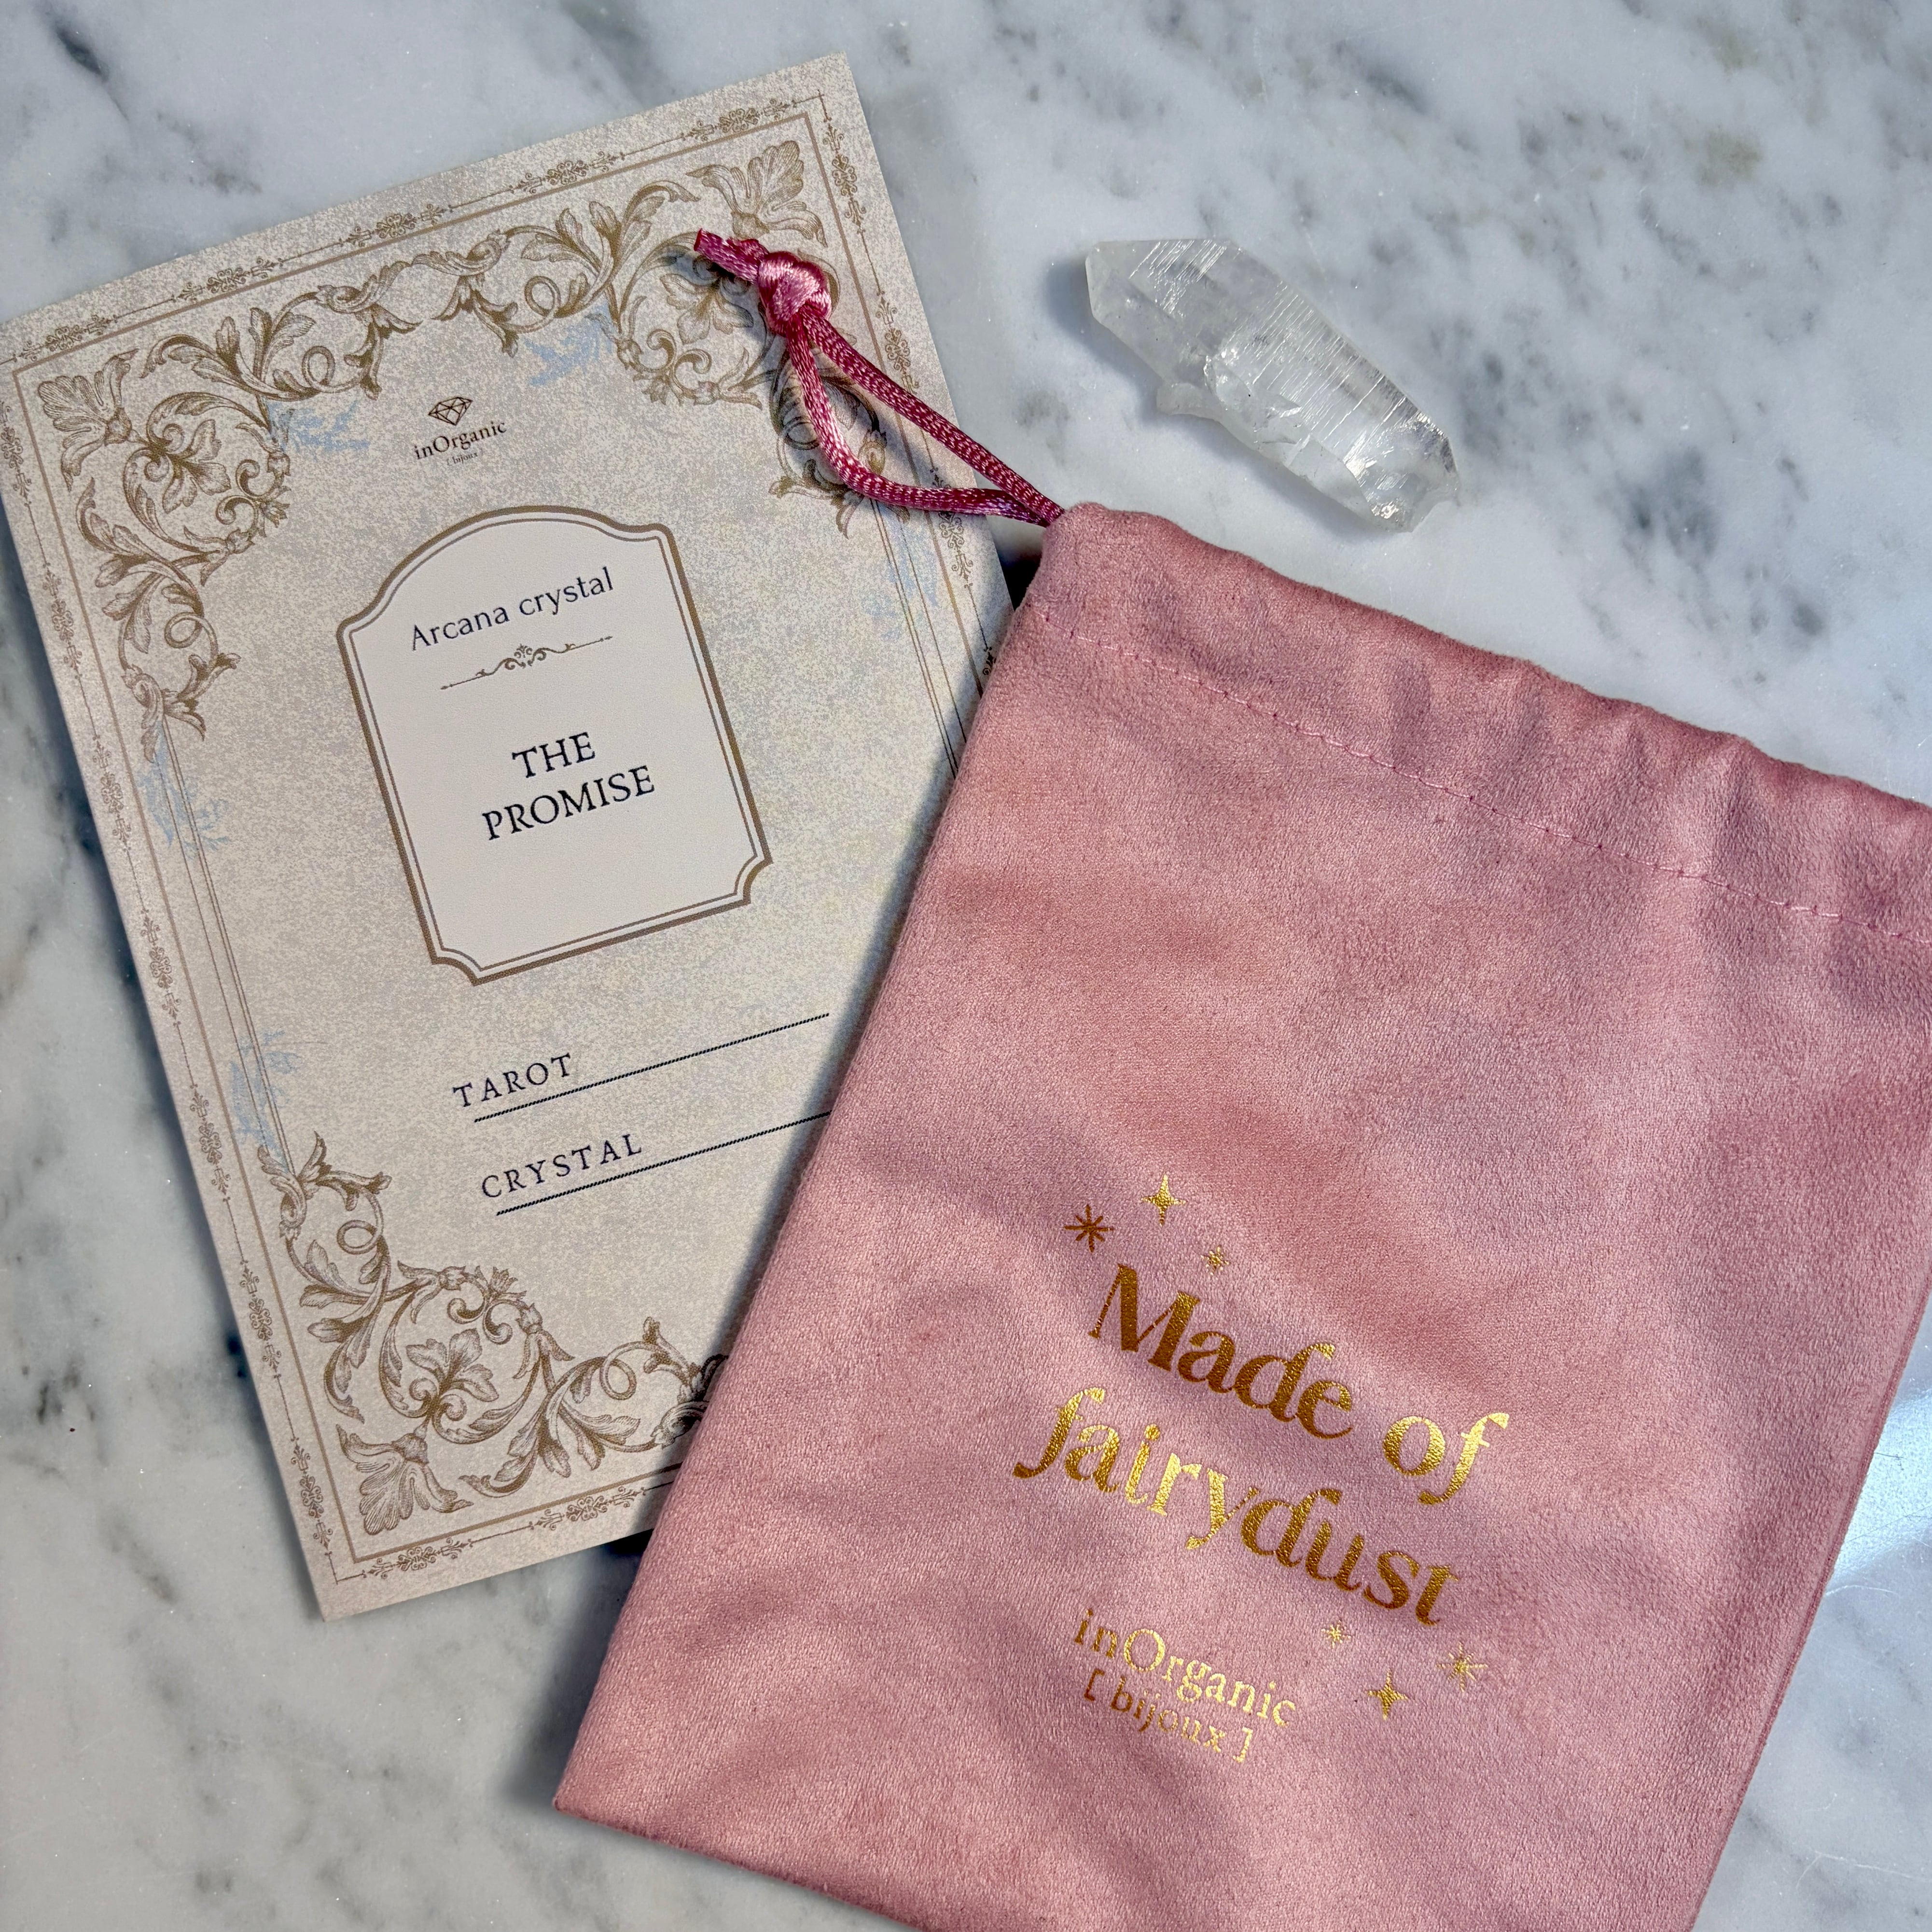 inOrganic
[ bijoux ]
Arcana crystal
THE
PROMISE
TAROT
CRYSTAL
Made of
fairydust
inOrganic
[ bijoux ]